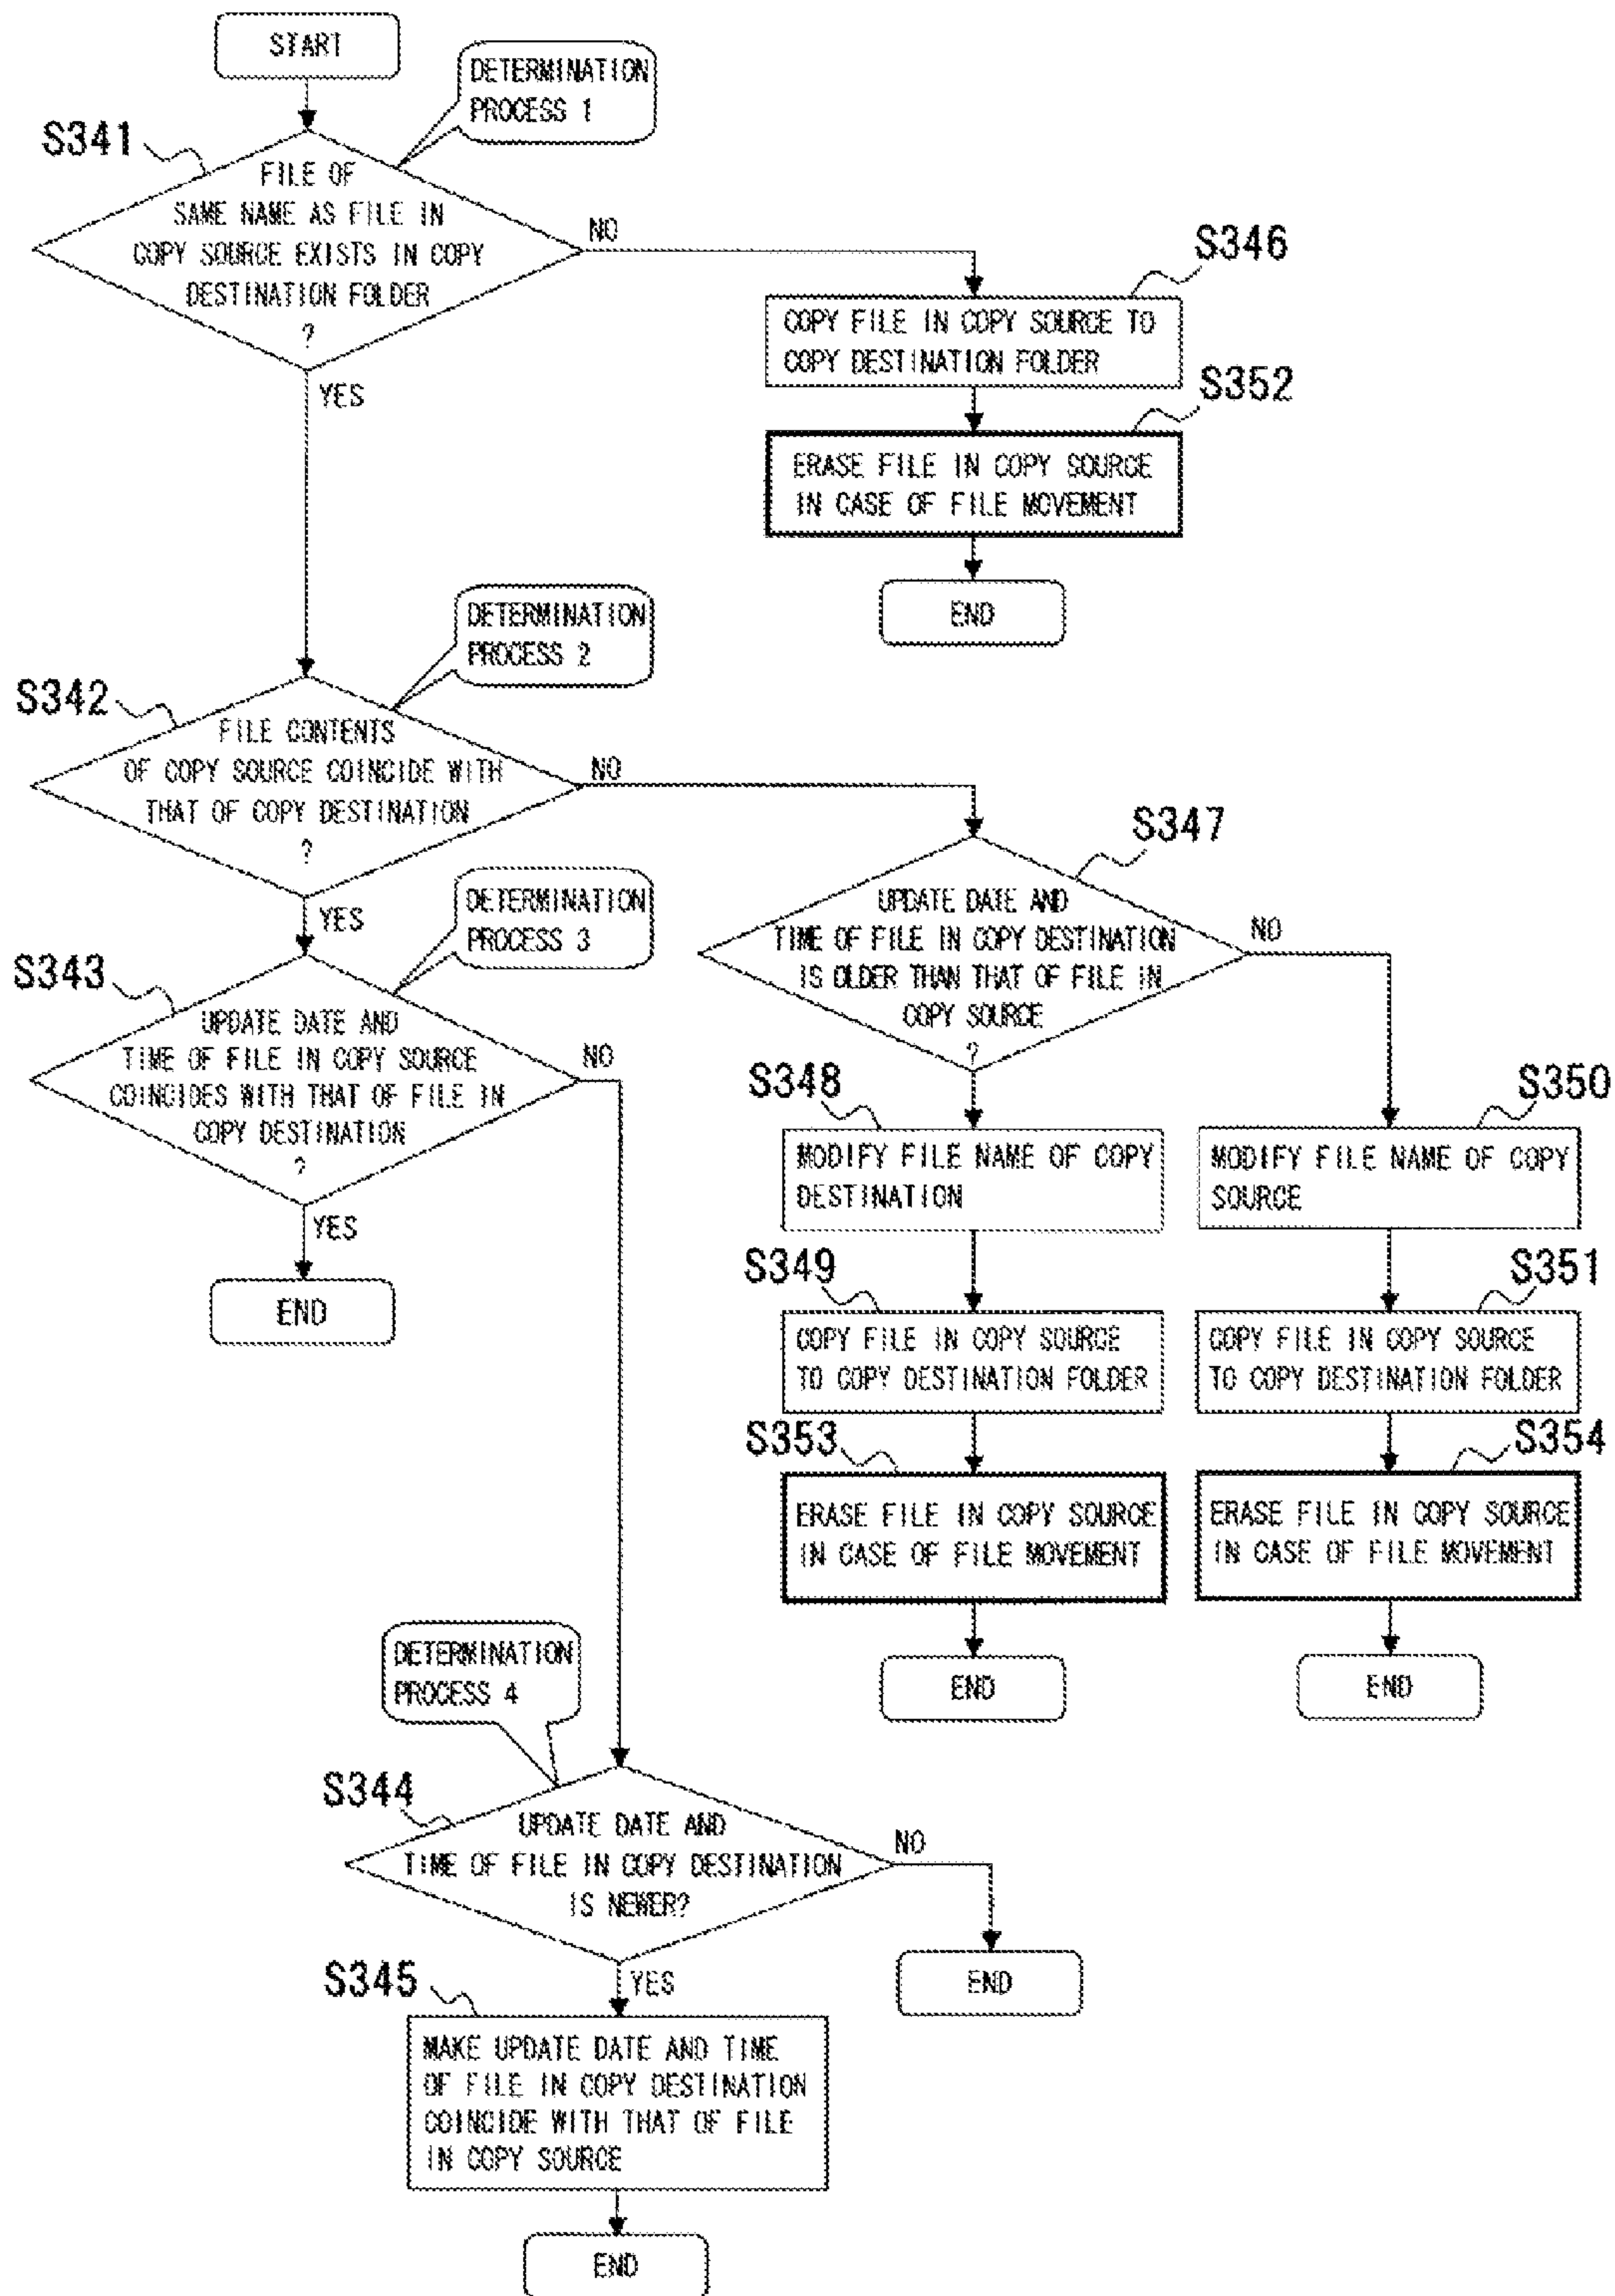 START
DETERMINATION
PROCESS 1
S341
FILE OF
SAME NAME AS FILE IN
COPY SOURCE EXISTS IN COPY
DESTINATION FOLDER
?
NO
YES
S346
COPY FILE IN COPY SOURCE TO
COPY DESTINATION FOLDER
S352
ERASE FILE IN COPY SOURCE
IN CASE OF FILE MOVEMENT
END
DETERMINATION
PROCESS 2
S342
FILE CONTENTS
OF COPY SOURCE COINCIDE WITH
THAT OF COPY DESTINATION
?
NO
YES
DETERMINATION
PROCESS 3
S343
UPDATE DATE AND
TIME OF FILE IN COPY SOURCE
COINCIDES WITH THAT OF FILE IN
COPY DESTINATION
?
NO
YES
END
S347
UPDATE DATE AND
TIME OF FILE IN COPY DESTINATION
IS OLDER THAN THAT OF FILE IN
COPY SOURCE
?
NO
S348
MODIFY FILE NAME OF COPY
DESTINATION
S349
COPY FILE IN COPY SOURCE
TO COPY DESTINATION FOLDER
S353
ERASE FILE IN COPY SOURCE
IN CASE OF FILE MOVEMENT
END
S350
MODIFY FILE NAME OF COPY
SOURCE
S351
COPY FILE IN COPY SOURCE
TO COPY DESTINATION FOLDER
S354
ERASE FILE IN COPY SOURCE
IN CASE OF FILE MOVEMENT
END
DETERMINATION
PROCESS 4
S344
UPDATE DATE AND
TIME OF FILE IN COPY DESTINATION
IS NEWER?
NO
END
YES
S345
MAKE UPDATE DATE AND TIME
OF FILE IN COPY DESTINATION
COINCIDE WITH THAT OF FILE
IN COPY SOURCE
END